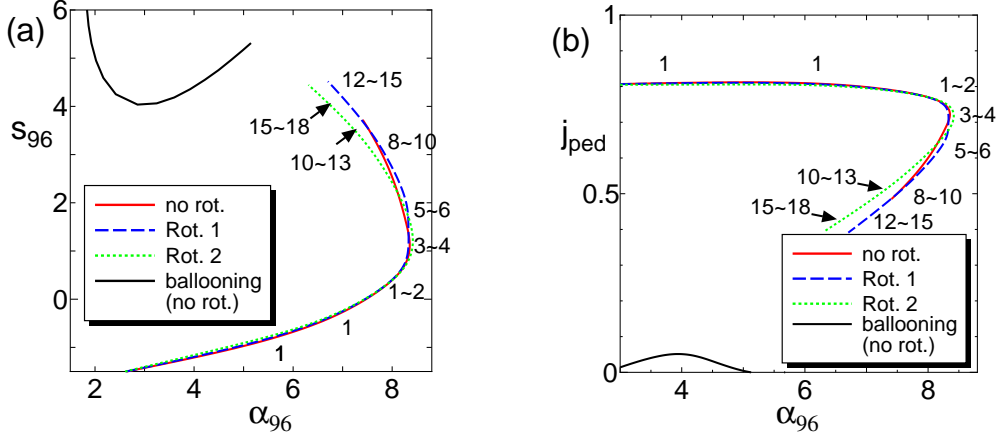 (a)
6
4
2
0
s96
2
4
6
8
α96
12~15
15~18
8~10
10~13
5~6
3~4
1~2
1
1
no rot.
Rot. 1
Rot. 2
ballooning
(no rot.)
(b)
1
0.5
0
jped
4
6
8
α96
1
1
1~2
3~4
5~6
10~13
8~10
15~18
12~15
no rot.
Rot. 1
Rot. 2
ballooning
(no rot.)